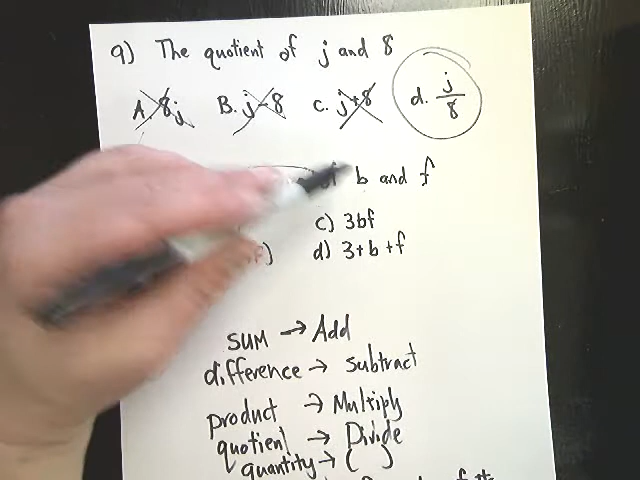 9) The quotient of j and 8
A. 8j B. j-8 C. j+8 d. j/8
b and f
c) 3bf
d) 3+b+f
SUM → Add
difference → Subtract
product → Multiply
quotient → Divide
quantity → ( )